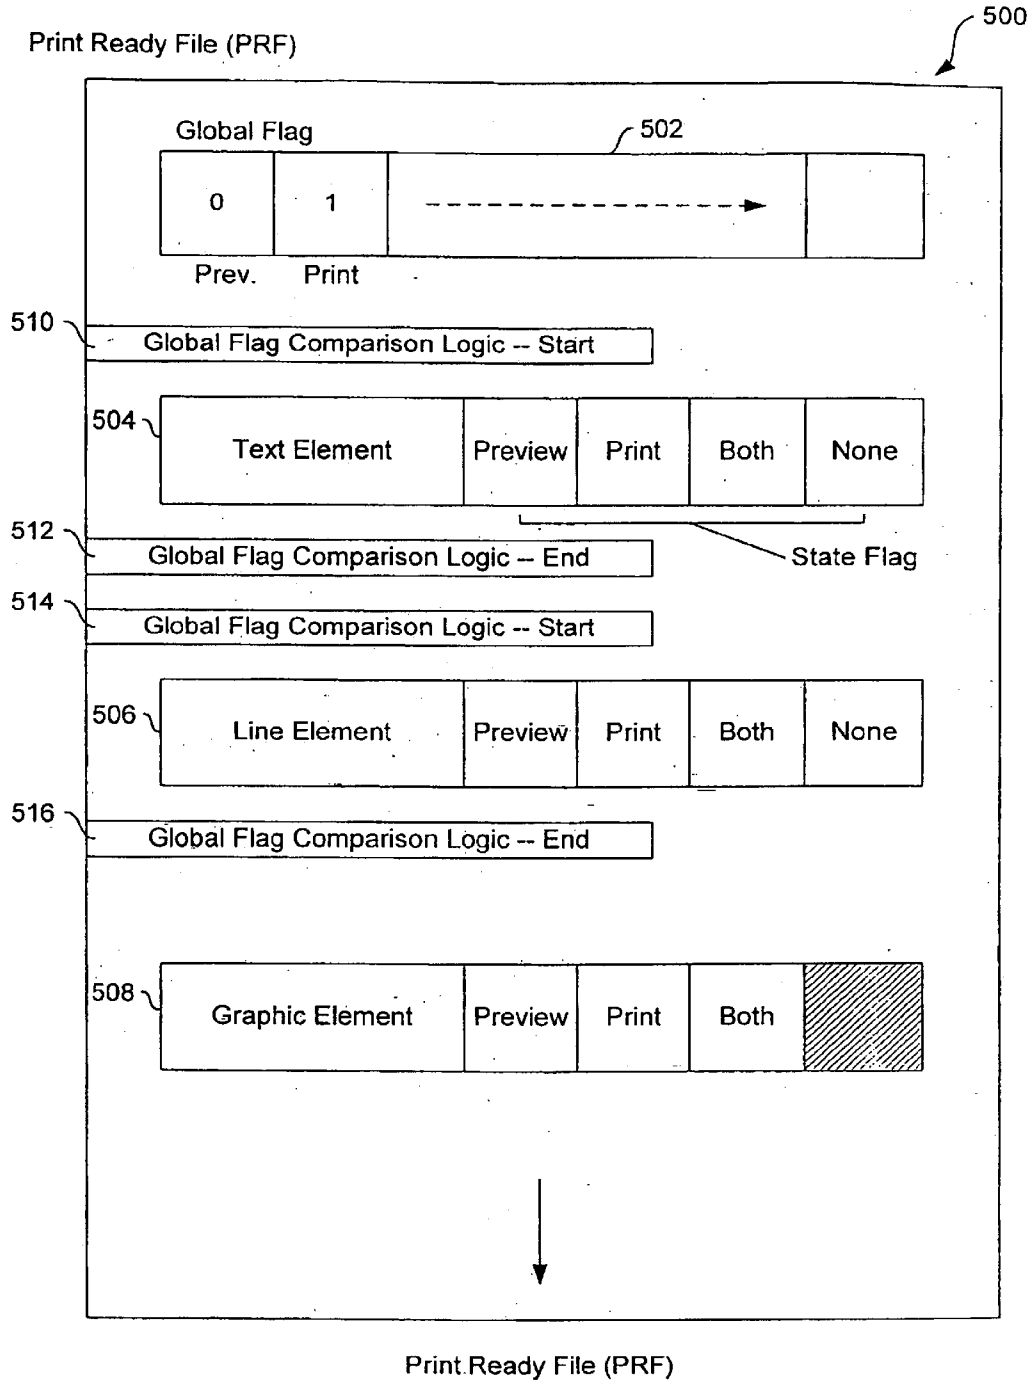 500
Print Ready File (PRF)
Global Flag
502
0 1
Prev. Print
510
Global Flag Comparison Logic -- Start
504
Text Element Preview Print Both None
512
Global Flag Comparison Logic -- End
State Flag
514
Global Flag Comparison Logic -- Start
506
Line Element Preview Print Both None
516
Global Flag Comparison Logic -- End
508
Graphic Element Preview Print Both
Print Ready File (PRF)